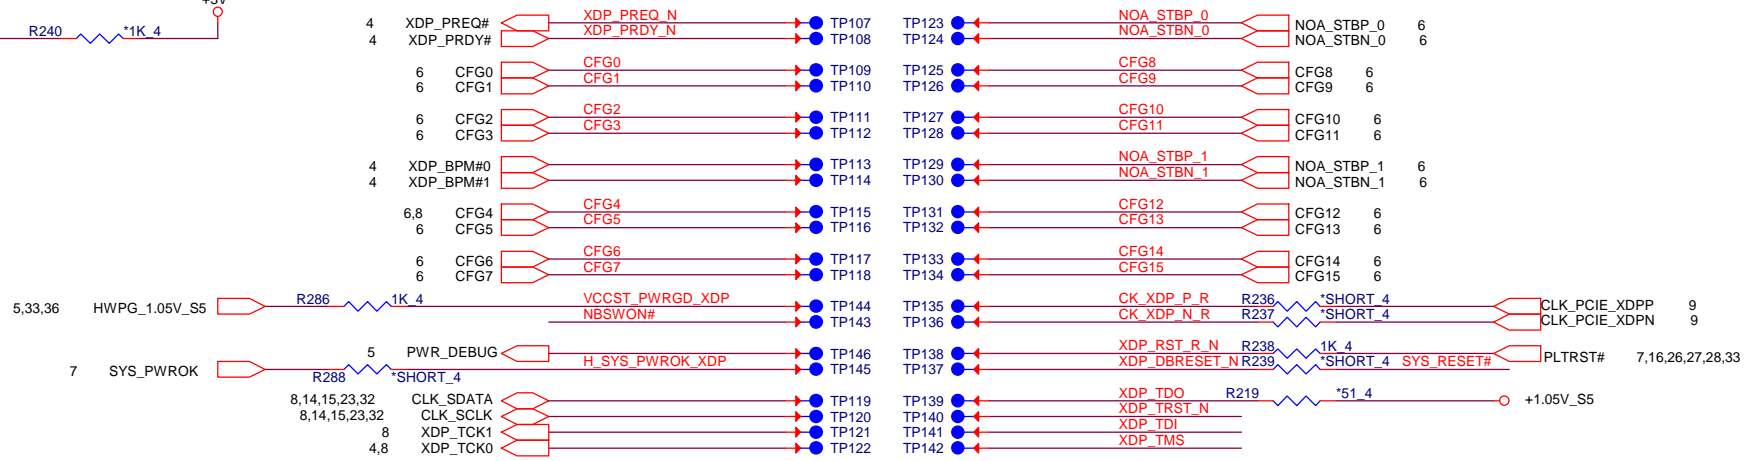 +3V
R240 *1K_4
4 XDP_PREQ# XDP_PREQ_N TP107 TP123 NOA_STBP_0 NOA_STBP_0 6
4 XDP_PRDY# XDP_PRDY_N TP108 TP124 NOA_STBN_0 NOA_STBN_0 6
6 CFG0 CFG0 TP109 TP125 CFG8 CFG8 6
6 CFG1 CFG1 TP110 TP126 CFG9 CFG9 6
6 CFG2 CFG2 TP111 TP127 CFG10 CFG10 6
6 CFG3 CFG3 TP112 TP128 CFG11 CFG11 6
4 XDP_BPM#0 TP113 TP129 NOA_STBP_1 NOA_STBP_1 6
4 XDP_BPM#1 TP114 TP130 NOA_STBN_1 NOA_STBN_1 6
6,8 CFG4 CFG4 TP115 TP131 CFG12 CFG12 6
6 CFG5 CFG5 TP116 TP132 CFG13 CFG13 6
6 CFG6 CFG6 TP117 TP133 CFG14 CFG14 6
6 CFG7 CFG7 TP118 TP134 CFG15 CFG15 6
5,33,36 HWPG_1.05V_S5 R286 1K_4 VCCST_PWRGD_XDP TP144 TP135 CK_XDP_P_R R236 *SHORT_4 CLK_PCIE_XDPP 9
NBSWON# TP143 TP136 CK_XDP_N_R R237 *SHORT_4 CLK_PCIE_XDPN 9
5 PWR_DEBUG TP146 TP138 XDP_RST_R_N R238 1K_4 PLTRST# 7,16,26,27,28,33
7 SYS_PWROK R288 *SHORT_4 H_SYS_PWROK_XDP TP145 TP137 XDP_DBRESET_N R239 *SHORT_4 SYS_RESET#
8,14,15,23,32 CLK_SDATA TP119 TP139 XDP_TDO R219 *51_4 +1.05V_S5
8,14,15,23,32 CLK_SCLK TP120 TP140 XDP_TRST_N
8 XDP_TCK1 TP121 TP141 XDP_TDI
4,8 XDP_TCK0 TP122 TP142 XDP_TMS